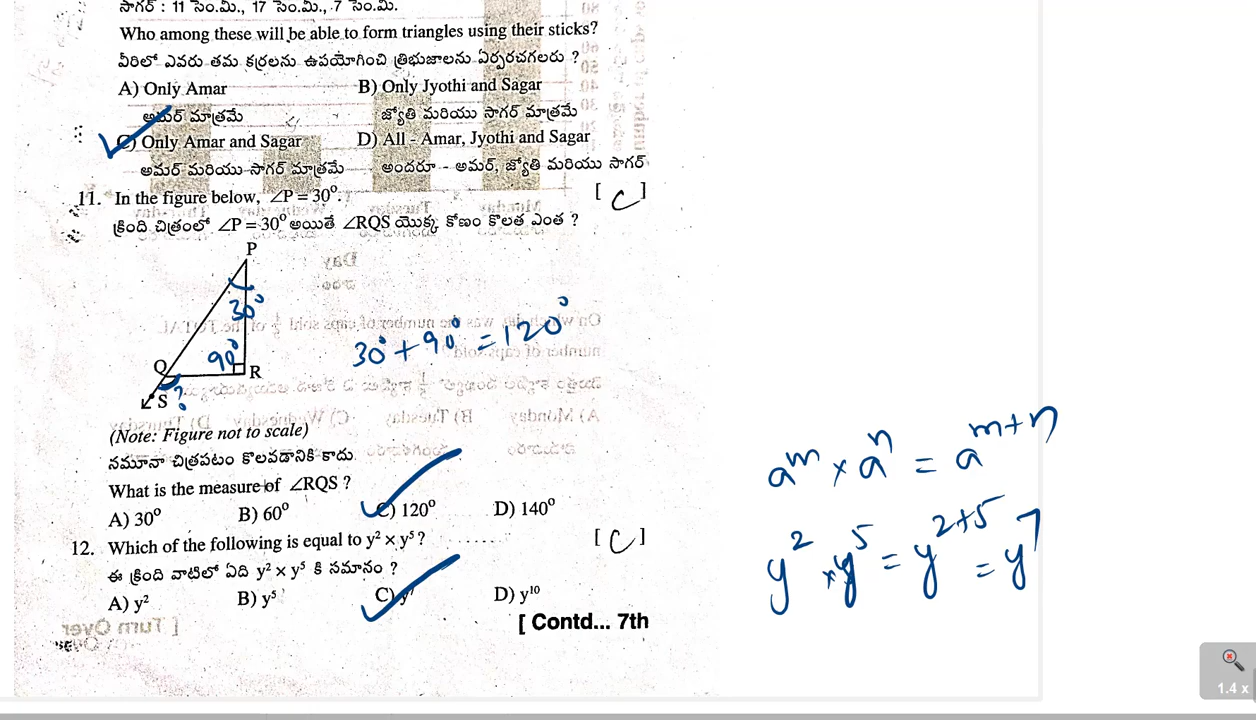 సాగర్ : 11 సెం.మీ., 17 సెం.మీ., 7 సెం.మీ.
Who among these will be able to form triangles using their sticks?
వీరిలో ఎవరు తమ కర్రలను ఉపయోగించి త్రిభుజాలను ఏర్పరచగలరు ?
A) Only Amar B) Only Jyothi and Sagar
అమర్ మాత్రమే జ్యోతి మరియు సాగర్ మాత్రమే
C) Only Amar and Sagar D) All - Amar, Jyothi and Sagar
అమర్ మరియు సాగర్ మాత్రమే అందరూ - అమర్, జ్యోతి మరియు సాగర్
11. In the figure below, ∠P = 30°. [ C ]
క్రింది చిత్రంలో ∠P = 30° అయితే ∠RQS యొక్క కోణం కొలత ఎంత ?
P
30°
90°
Q R
S ?
30° + 90° = 120°
(Note: Figure not to scale)
నమూనా చిత్రపటం కొలవడానికి కాదు
What is the measure of ∠RQS ?
A) 30° B) 60° C) 120° D) 140°
12. Which of the following is equal to y² × y⁵ ? [ C ]
ఈ క్రింది వాటిలో ఏది y² × y⁵ కి సమానం ?
A) y² B) y⁵ C) y⁷ D) y¹⁰
[ Contd... 7th
aᵐ × aⁿ = aᵐ⁺ⁿ
y² × y⁵ = y²⁺⁵ = y⁷
1.4 x